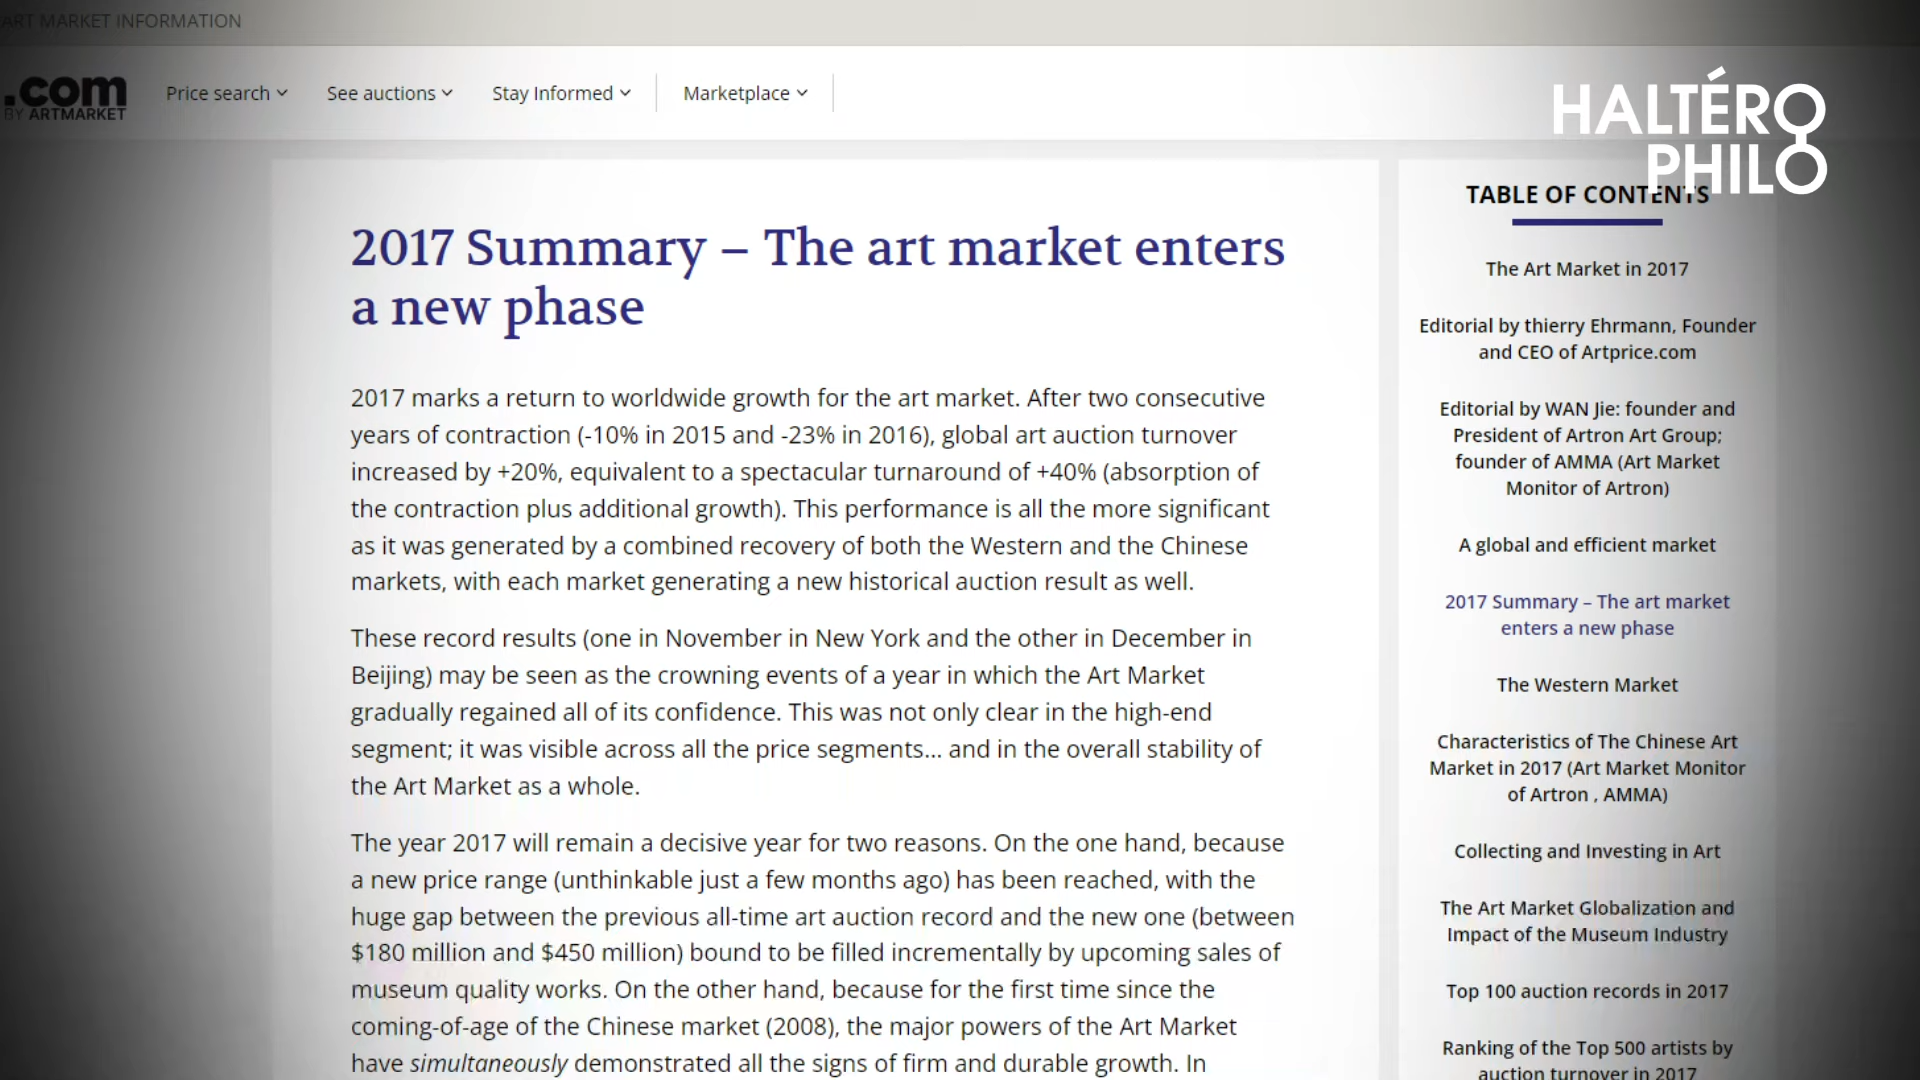 ART MARKET INFORMATION
.com
BY ARTMARKET
Price search
See auctions
Stay Informed
Marketplace
HALTÉRO
PHILO
2017 Summary – The art market enters
a new phase
2017 marks a return to worldwide growth for the art market. After two consecutive
years of contraction (-10% in 2015 and -23% in 2016), global art auction turnover
increased by +20%, equivalent to a spectacular turnaround of +40% (absorption of
the contraction plus additional growth). This performance is all the more significant
as it was generated by a combined recovery of both the Western and the Chinese
markets, with each market generating a new historical auction result as well.
These record results (one in November in New York and the other in December in
Beijing) may be seen as the crowning events of a year in which the Art Market
gradually regained all of its confidence. This was not only clear in the high-end
segment; it was visible across all the price segments... and in the overall stability of
the Art Market as a whole.
The year 2017 will remain a decisive year for two reasons. On the one hand, because
a new price range (unthinkable just a few months ago) has been reached, with the
huge gap between the previous all-time art auction record and the new one (between
$180 million and $450 million) bound to be filled incrementally by upcoming sales of
museum quality works. On the other hand, because for the first time since the
coming-of-age of the Chinese market (2008), the major powers of the Art Market
have simultaneously demonstrated all the signs of firm and durable growth. In
TABLE OF CONTENTS
The Art Market in 2017
Editorial by thierry Ehrmann, Founder
and CEO of Artprice.com
Editorial by WAN Jie: founder and
President of Artron Art Group;
founder of AMMA (Art Market
Monitor of Artron)
A global and efficient market
2017 Summary – The art market
enters a new phase
The Western Market
Characteristics of The Chinese Art
Market in 2017 (Art Market Monitor
of Artron , AMMA)
Collecting and Investing in Art
The Art Market Globalization and
Impact of the Museum Industry
Top 100 auction records in 2017
Ranking of the Top 500 artists by
auction turnover in 2017